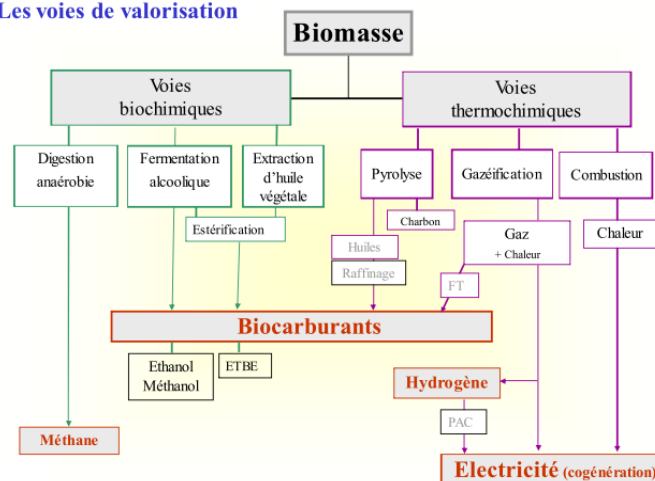 Les voies de valorisation
Biomasse
Voies
biochimiques
Voies
thermochimiques
Digestion
anaérobie
Fermentation
alcoolique
Extraction
d'huile
végétale
Pyrolyse
Gazéification
Combustion
Estérification
Charbon
Huiles
Raffinage
Gaz
+ Chaleur
Chaleur
FT
Biocarburants
Ethanol
Méthanol
ETBE
Hydrogène
PAC
Méthane
Electricité (cogénération)